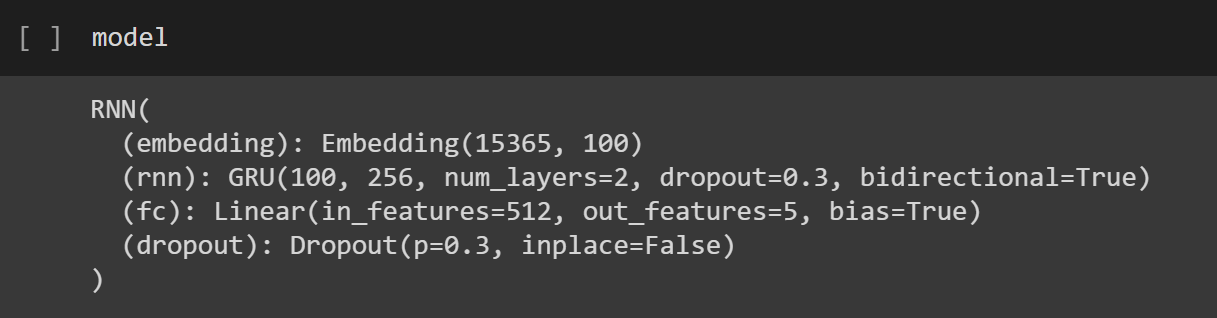 [ ] model
RNN(
  (embedding): Embedding(15365, 100)
  (rnn): GRU(100, 256, num_layers=2, dropout=0.3, bidirectional=True)
  (fc): Linear(in_features=512, out_features=5, bias=True)
  (dropout): Dropout(p=0.3, inplace=False)
)